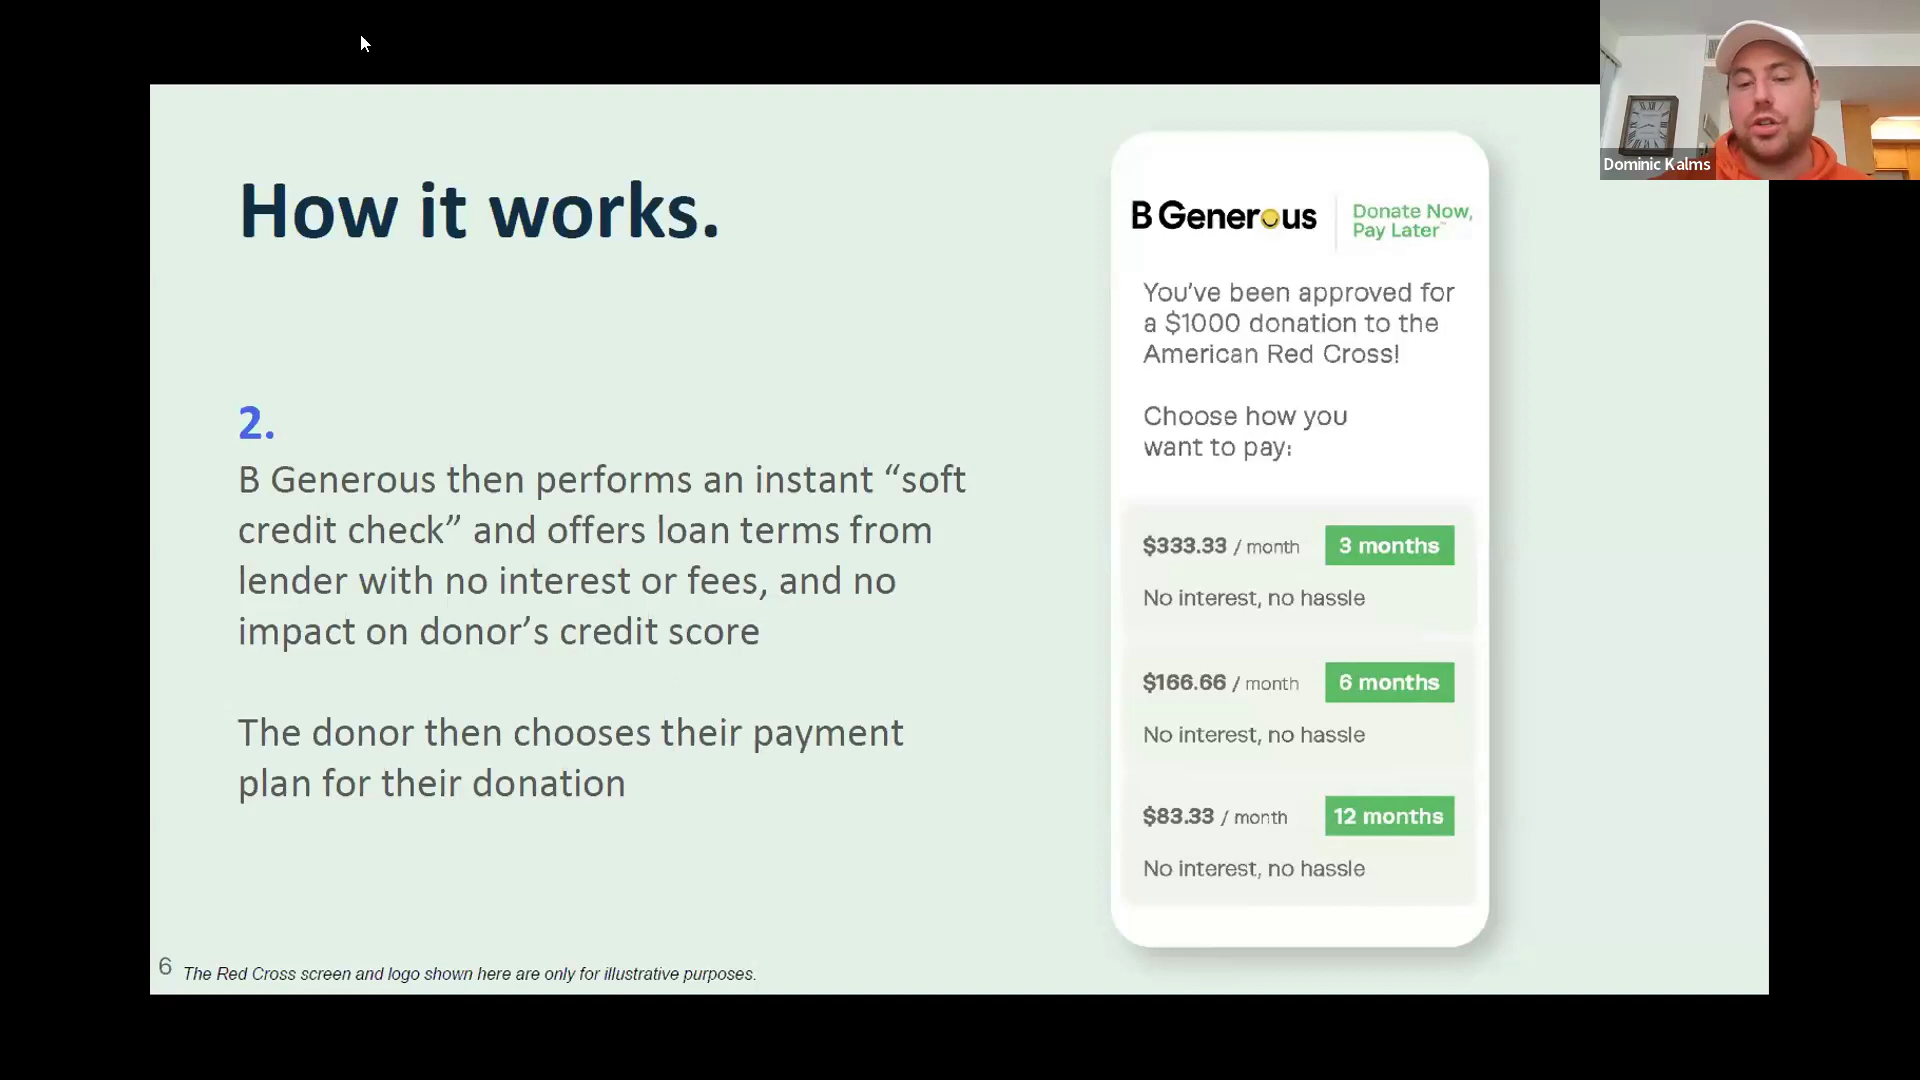 How it works.
2.
B Generous then performs an instant “soft
credit check” and offers loan terms from
lender with no interest or fees, and no
impact on donor’s credit score
The donor then chooses their payment
plan for their donation
6
The Red Cross screen and logo shown here are only for illustrative purposes.
B Generous
Donate Now,
Pay Later™
You’ve been approved for
a $1000 donation to the
American Red Cross!
Choose how you
want to pay:
$333.33 / month 3 months
No interest, no hassle
$166.66 / month 6 months
No interest, no hassle
$83.33 / month 12 months
No interest, no hassle
Dominic Kalms